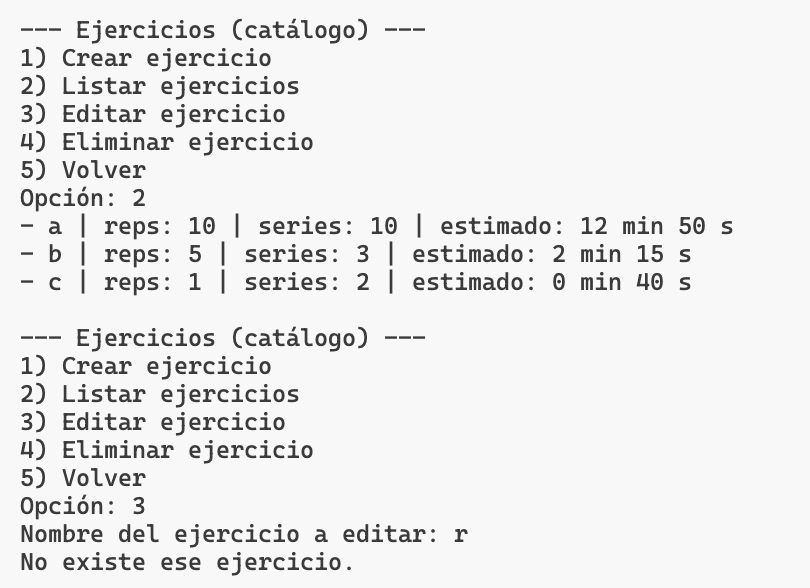 --- Ejercicios (catálogo) ---
1) Crear ejercicio
2) Listar ejercicios
3) Editar ejercicio
4) Eliminar ejercicio
5) Volver
Opción: 2
- a | reps: 10 | series: 10 | estimado: 12 min 50 s
- b | reps: 5 | series: 3 | estimado: 2 min 15 s
- c | reps: 1 | series: 2 | estimado: 0 min 40 s

--- Ejercicios (catálogo) ---
1) Crear ejercicio
2) Listar ejercicios
3) Editar ejercicio
4) Eliminar ejercicio
5) Volver
Opción: 3
Nombre del ejercicio a editar: r
No existe ese ejercicio.